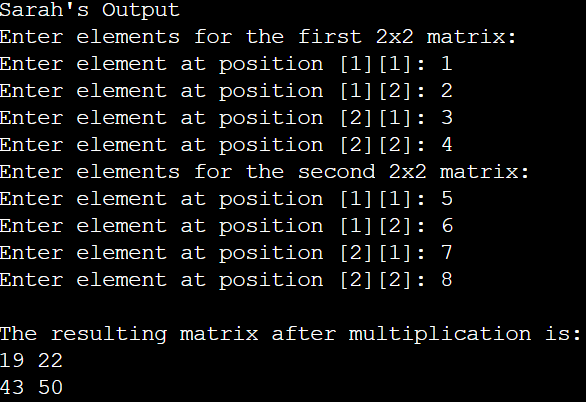 Sarah's Output
Enter elements for the first 2x2 matrix:
Enter element at position [1][1]: 1
Enter element at position [1][2]: 2
Enter element at position [2][1]: 3
Enter element at position [2][2]: 4
Enter elements for the second 2x2 matrix:
Enter element at position [1][1]: 5
Enter element at position [1][2]: 6
Enter element at position [2][1]: 7
Enter element at position [2][2]: 8
The resulting matrix after multiplication is:
19 22
43 50